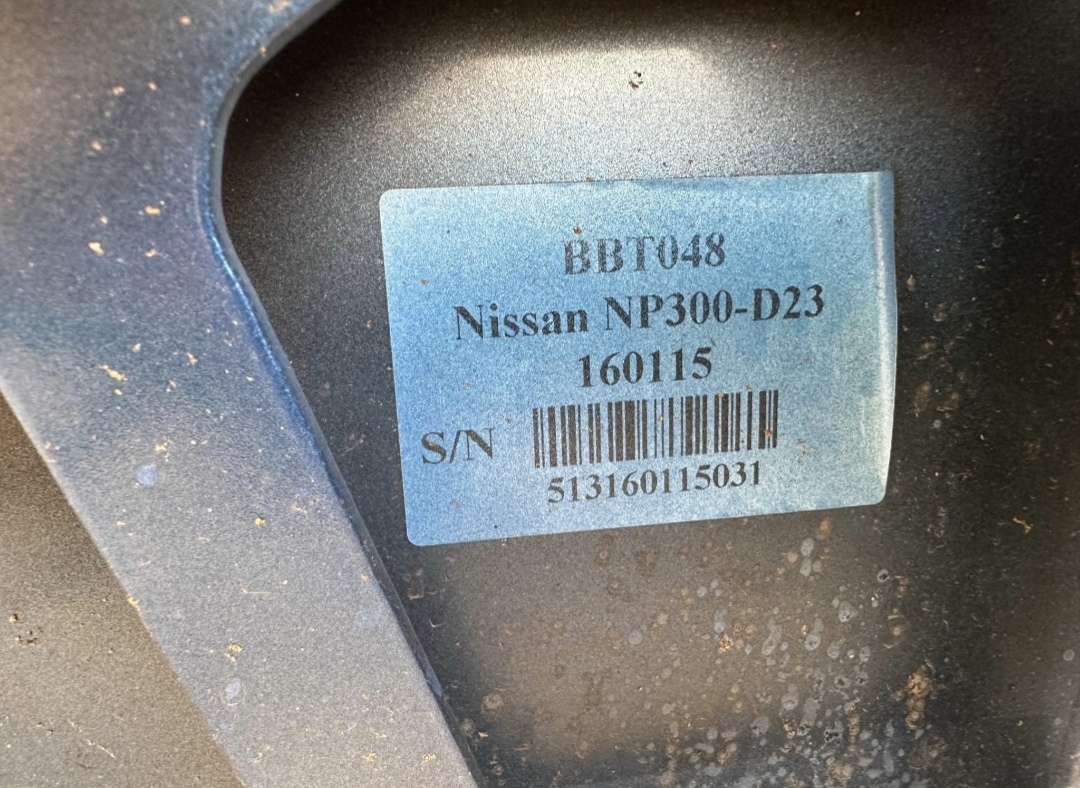 BBT048
Nissan NP300-D23
160115
S/N
513160115031